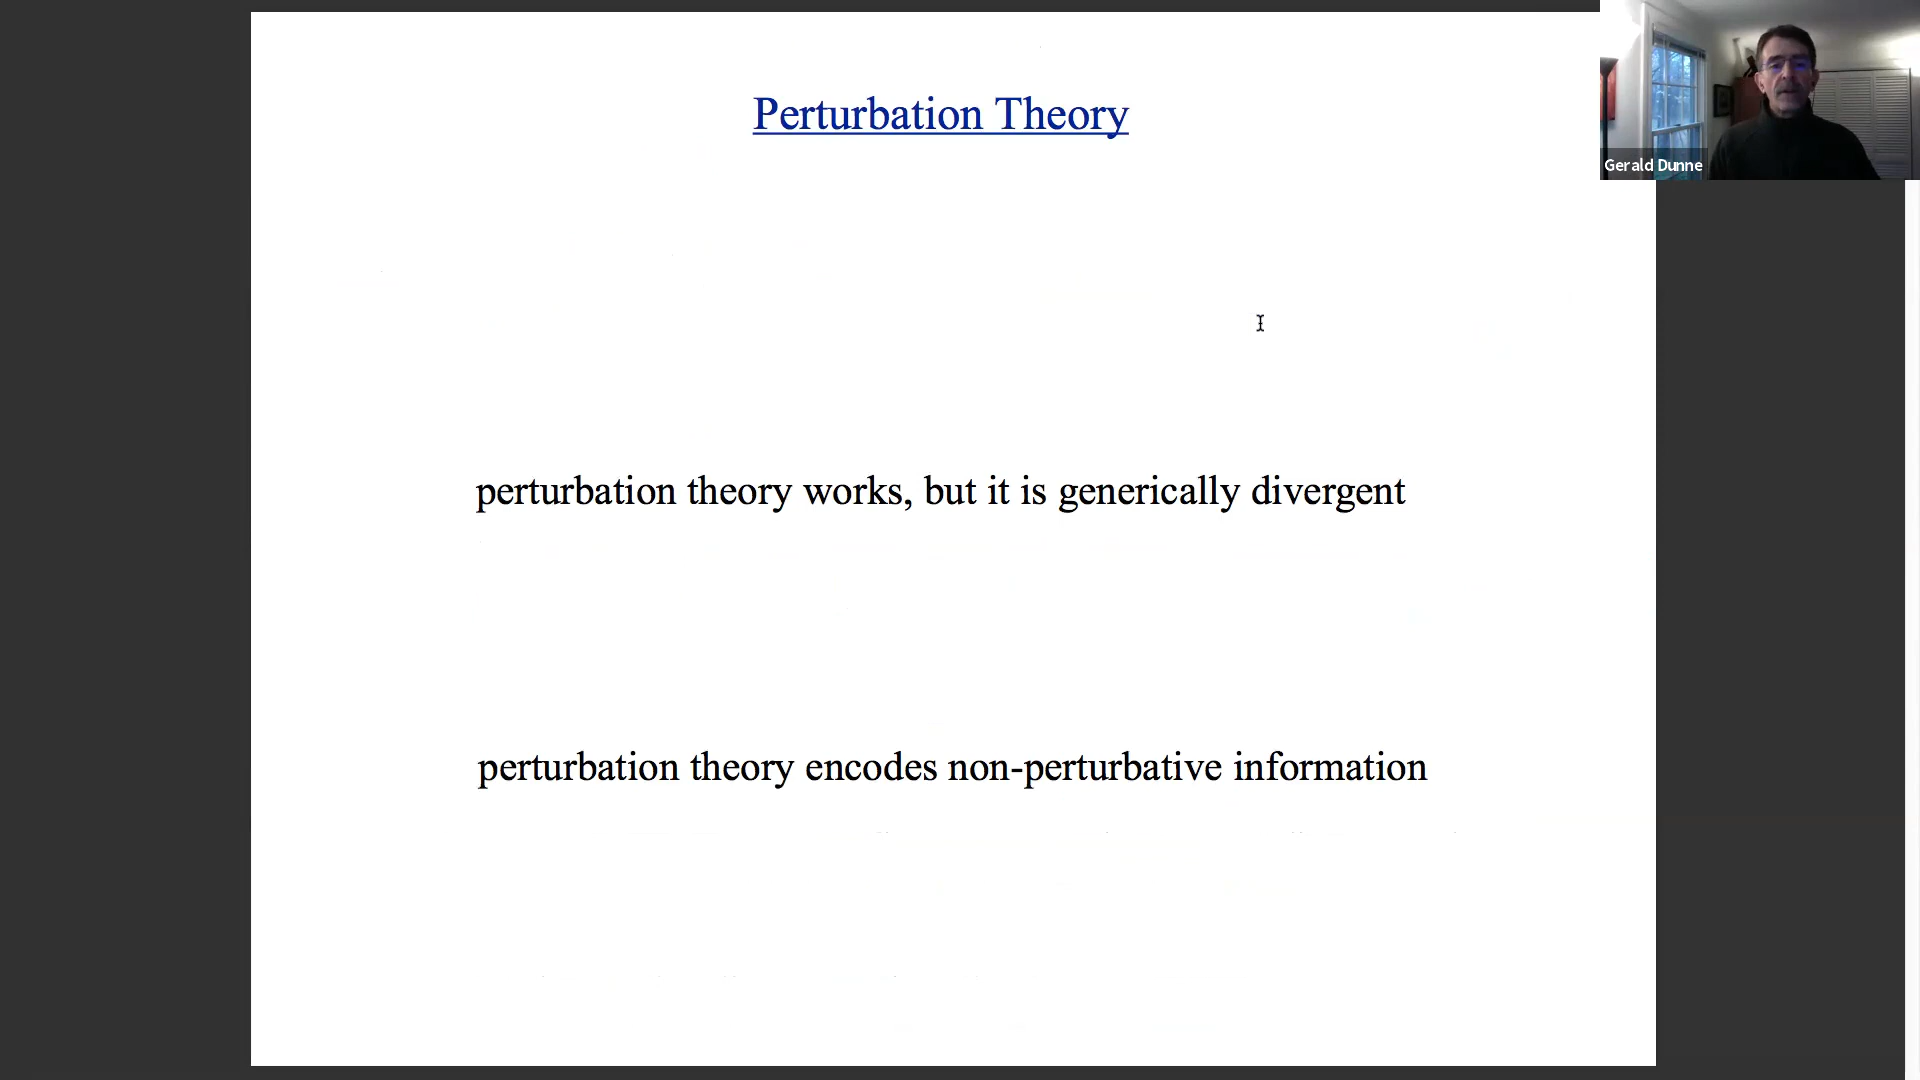 Perturbation Theory
Gerald Dunne
perturbation theory works, but it is generically divergent
perturbation theory encodes non-perturbative information